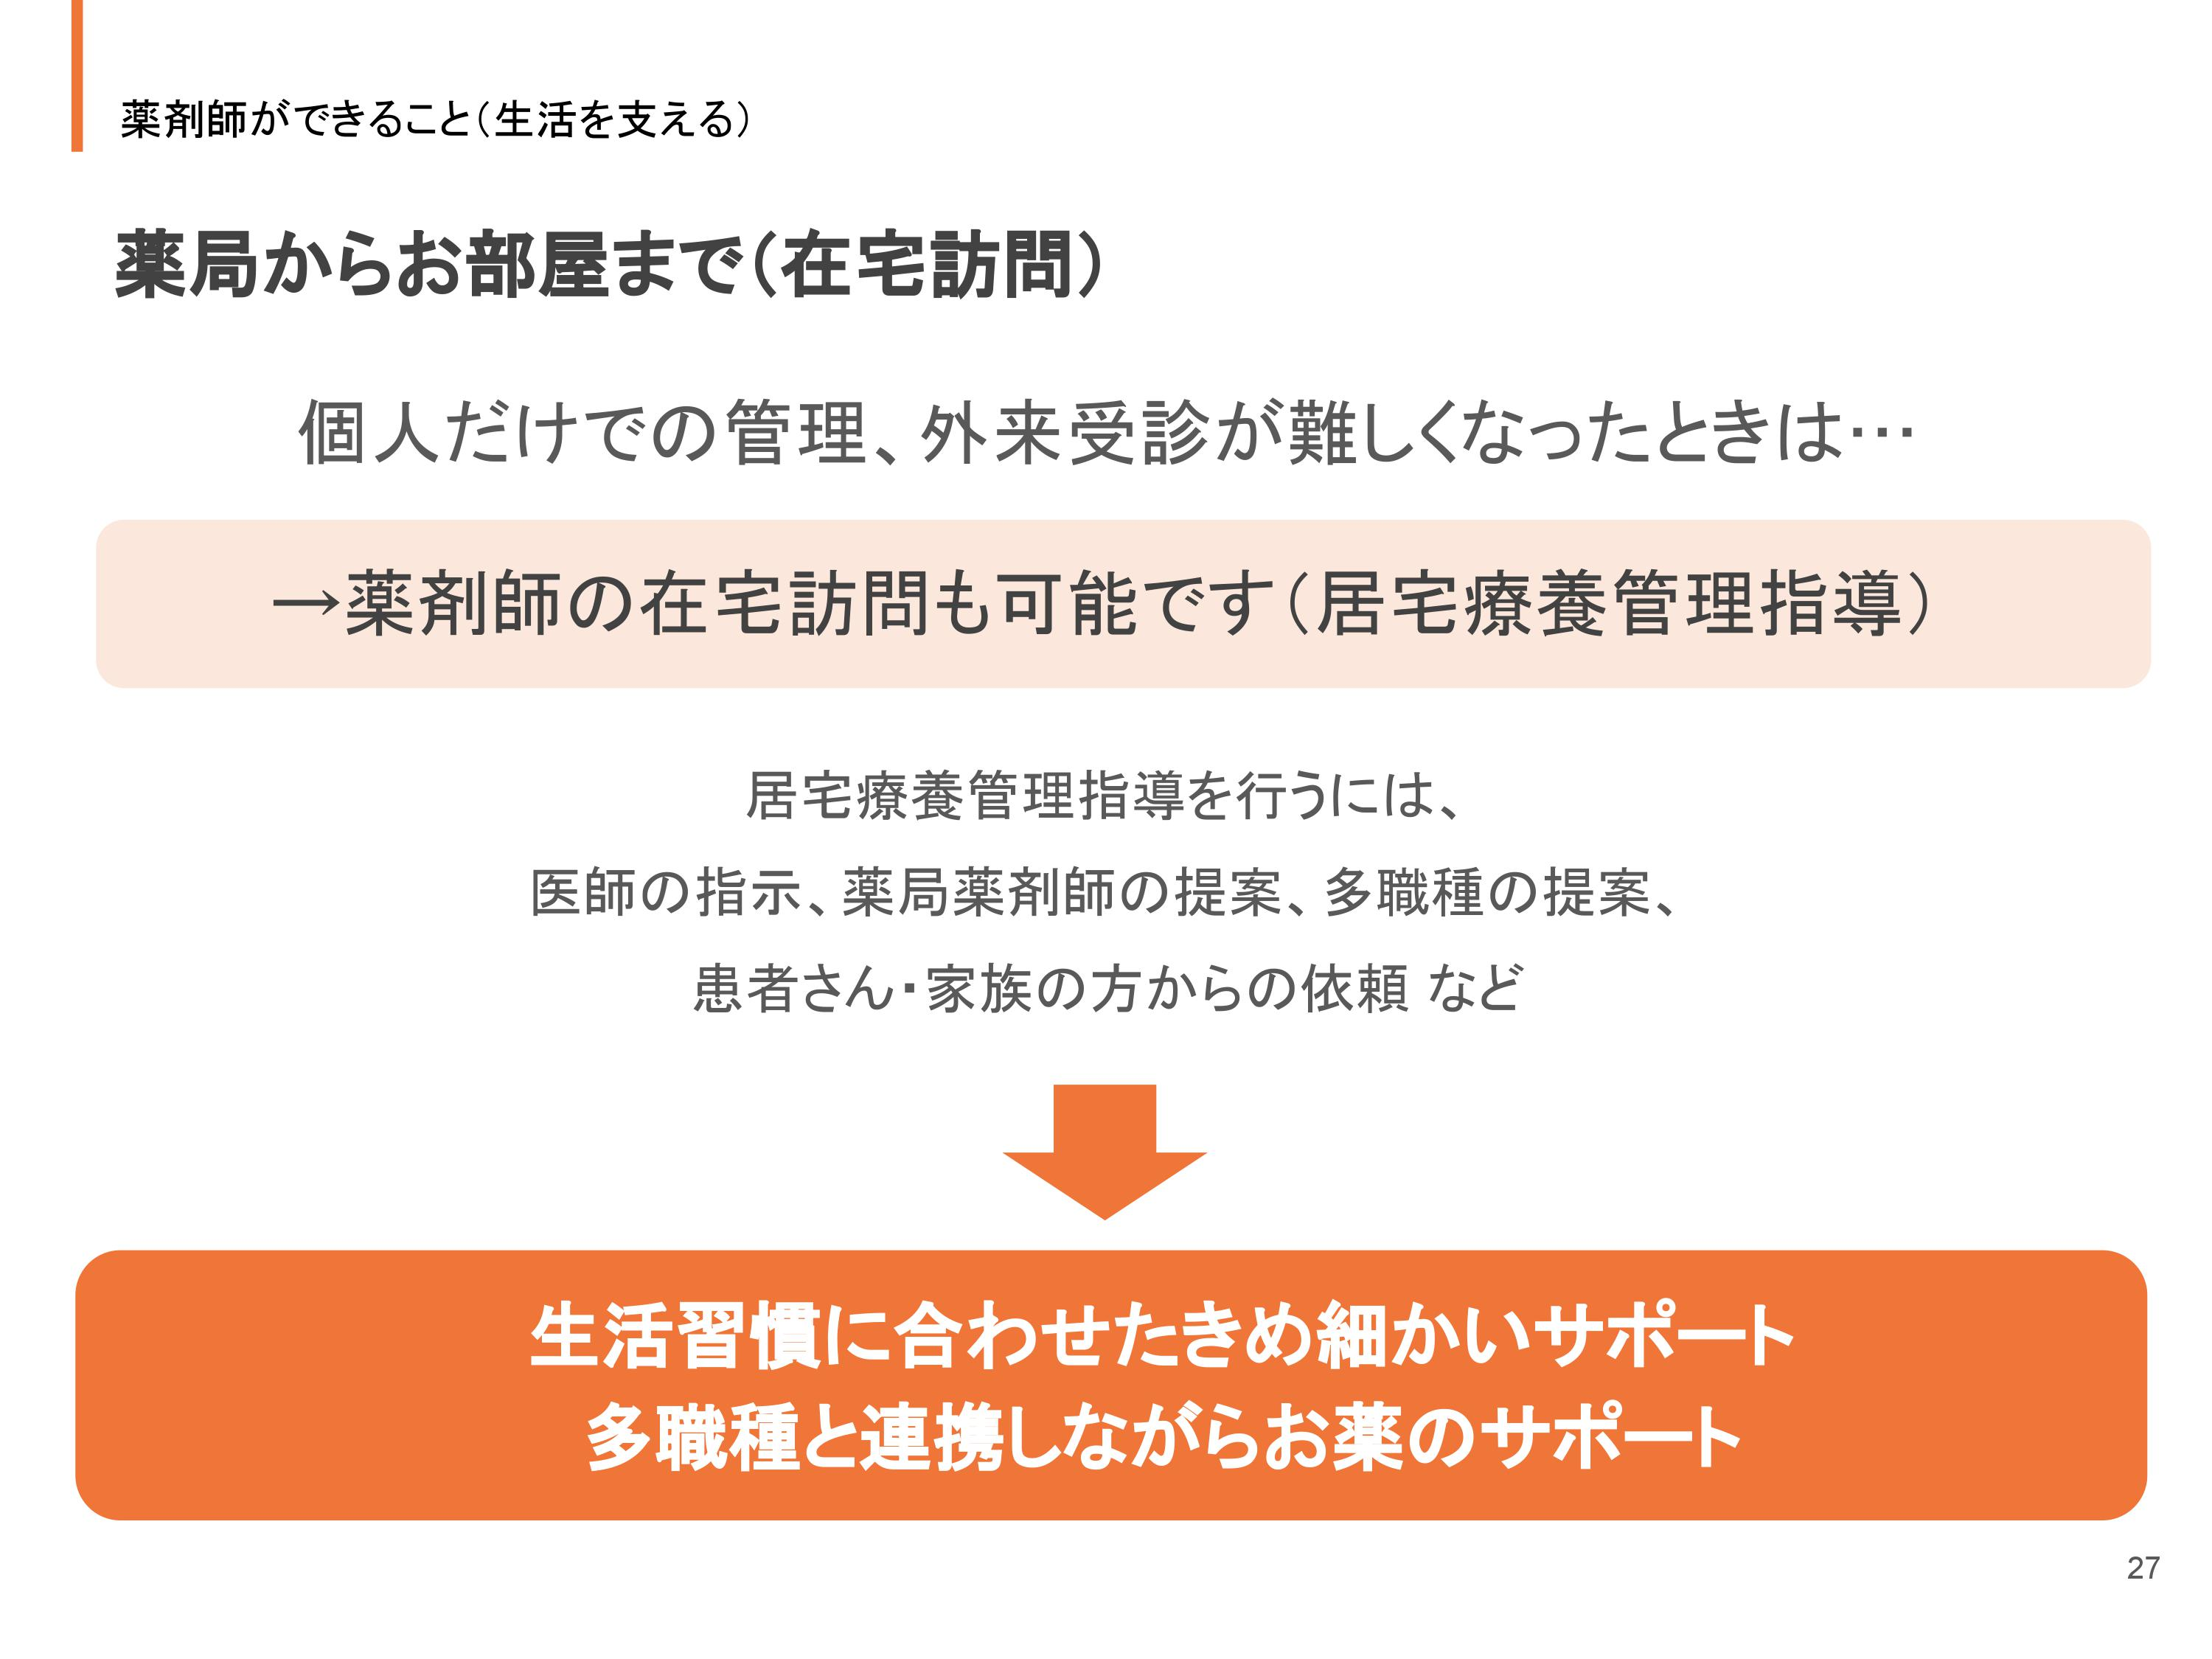 薬剤師ができること(生活を支える)
薬局からお部屋まで(在宅訪問)
個人だけでの管理、外来受診が難しくなったときは…
→薬剤師の在宅訪問も可能です(居宅療養管理指導)
居宅療養管理指導を行うには、
医師の指示、薬局薬剤師の提案、多職種の提案、
患者さん・家族の方からの依頼 など
生活習慣に合わせたきめ細かいサポート
多職種と連携しながらお薬のサポート
27